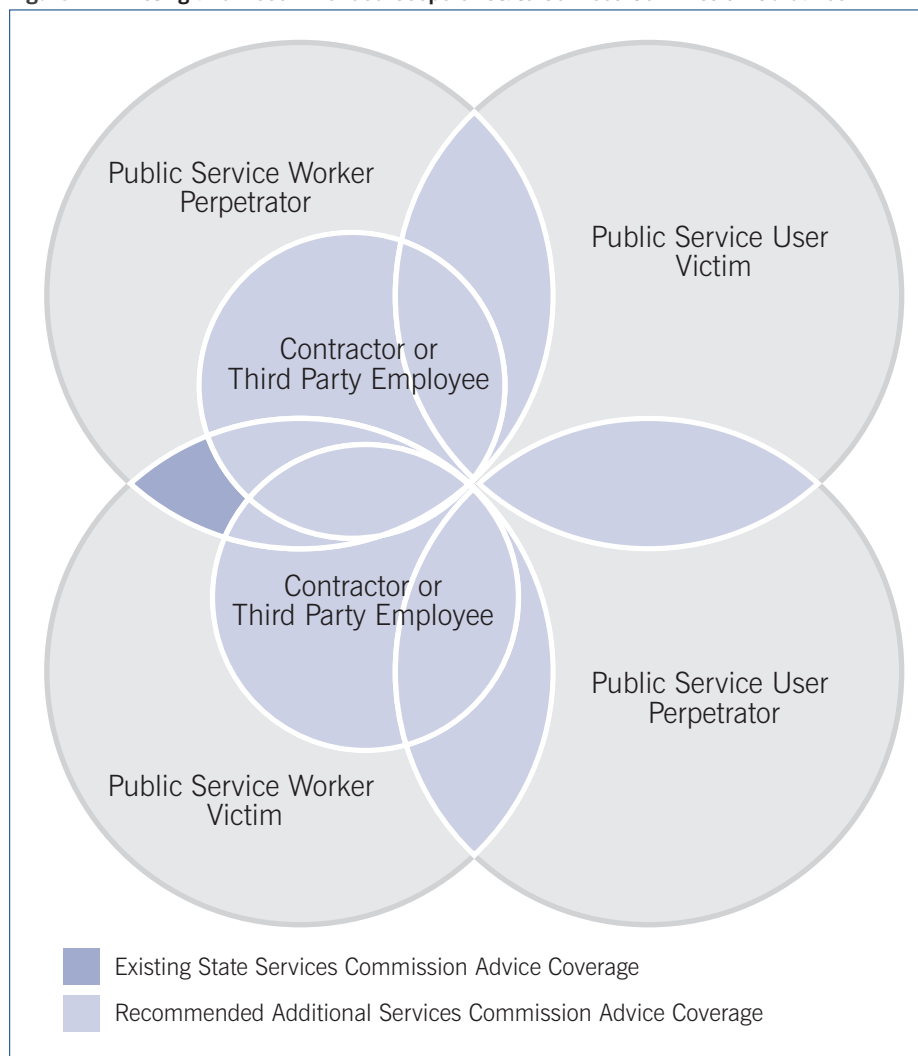 Public Service Worker
Perpetrator
Public Service User
Victim
Contractor or
Third Party Employee
Contractor or
Third Party Employee
Public Service User
Perpetrator
Public Service Worker
Victim
Existing State Services Commission Advice Coverage
Recommended Additional Services Commission Advice Coverage